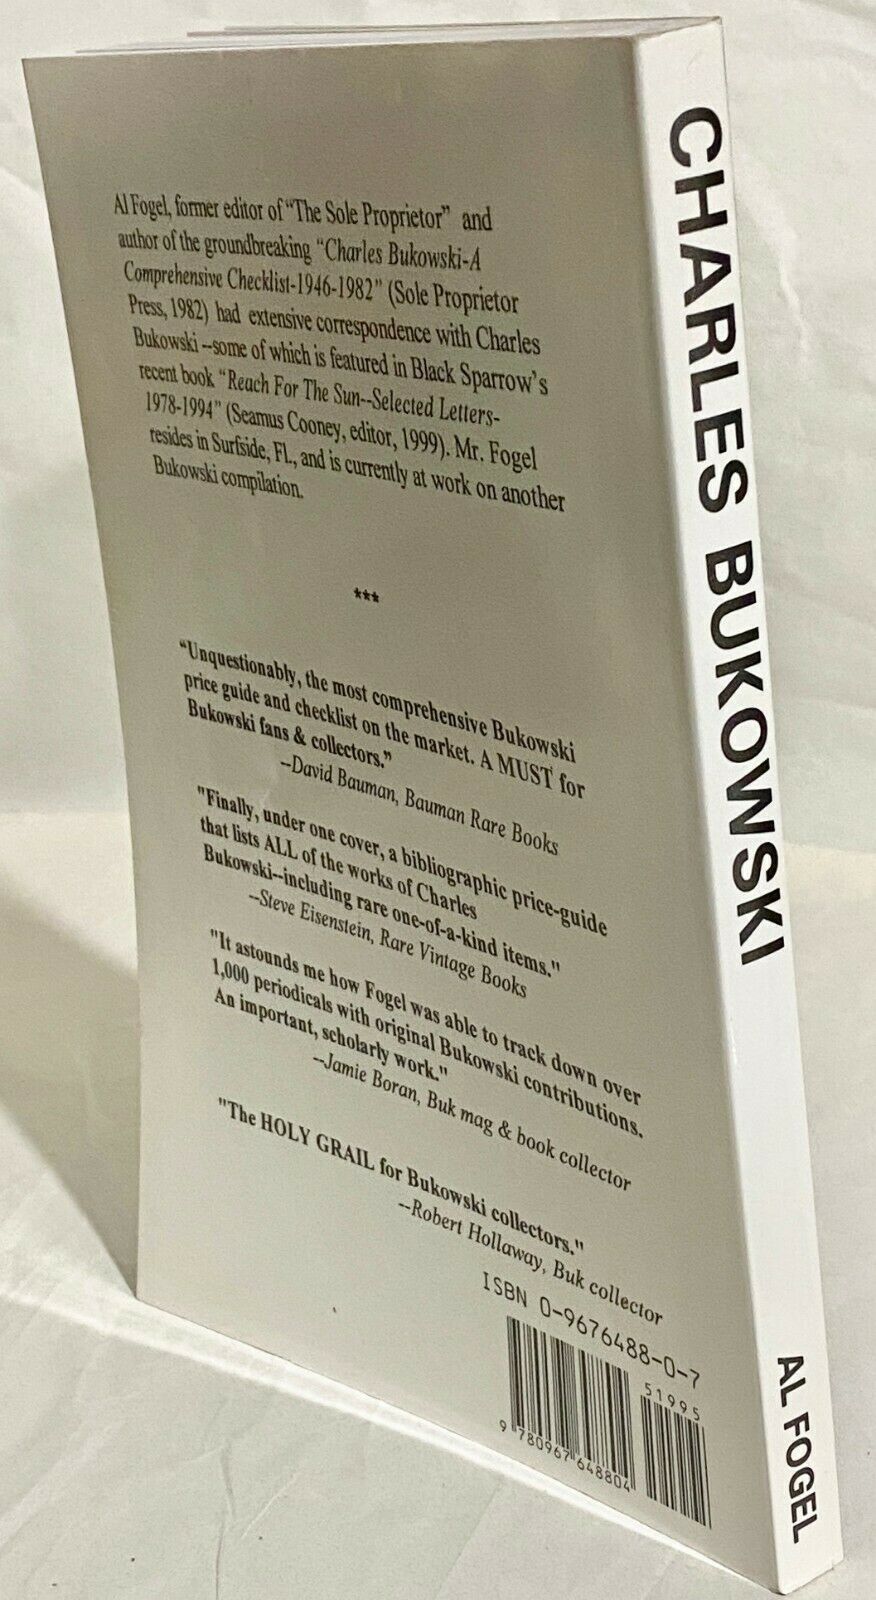 Al Fogel, former editor of "The Sole Proprietor" and
author of the groundbreaking "Charles Bukowski-A
Comprehensive Checklist-1946-1982" (Sole Proprietor
Press, 1982) had extensive correspondence with Charles
Bukowski --some of which is featured in Black Sparrow's
recent book "Reach For The Sun--Selected Letters-
1978-1994" (Seamus Cooney, editor, 1999). Mr. Fogel
resides in Surfside, Fl., and is currently at work on another
Bukowski compilation.
***
"Unquestionably, the most comprehensive Bukowski
price guide and checklist on the market. A MUST for
Bukowski fans & collectors."
--David Bauman, Bauman Rare Books
"Finally, under one cover, a bibliographic price-guide
that lists ALL of the works of Charles
Bukowski--including rare one-of-a-kind items."
--Steve Eisenstein, Rare Vintage Books
"It astounds me how Fogel was able to track down over
1,000 periodicals with original Bukowski contributions.
An important, scholarly work."
--Jamie Boran, Buk mag & book collector
"The HOLY GRAIL for Bukowski collectors."
--Robert Hollaway, Buk collector
ISBN 0-9676488-0-7
51995
9 780967 648804
CHARLES BUKOWSKI
AL FOGEL